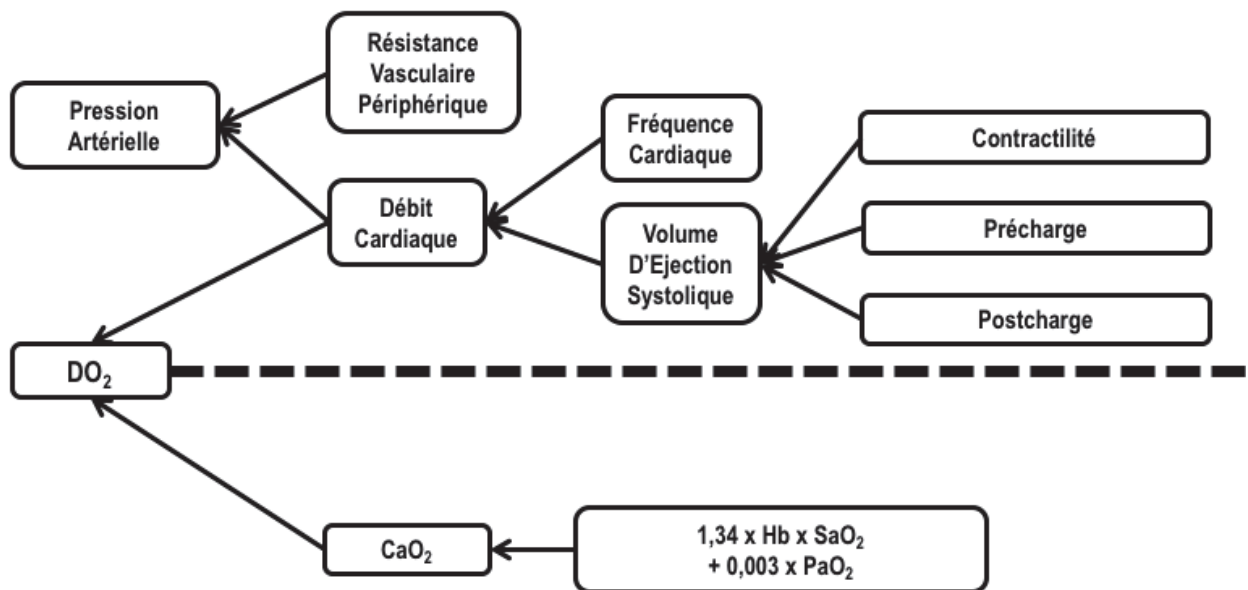 Résistance
Vasculaire
Périphérique
Pression
Artérielle
Fréquence
Cardiaque
Contractilité
Débit
Cardiaque
Volume
D'Ejection
Systolique
Précharge
Postcharge
DO₂
CaO₂
1,34 x Hb x SaO₂
+ 0,003 x PaO₂